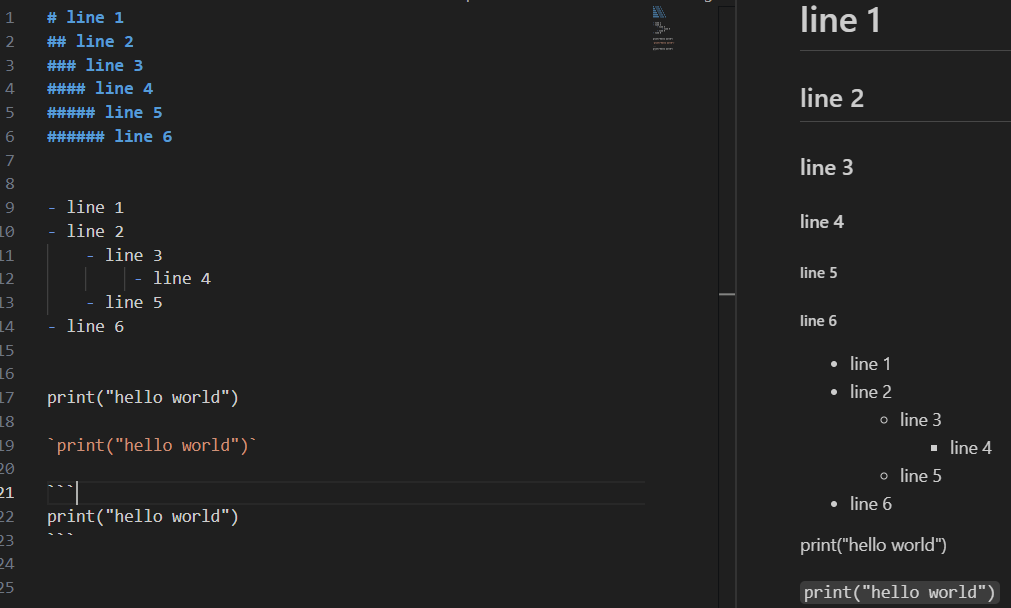 1 # line 1
2 ## line 2
3 ### line 3
4 #### line 4
5 ##### line 5
6 ###### line 6
7
8
9 - line 1
10 - line 2
11 - line 3
12 - line 4
13 - line 5
14 - line 6
15
16
17 print("hello world")
18
19 `print("hello world")`
20
21 ```
22 print("hello world")
23 ```
24
25
line 1
line 2
line 3
line 4
line 5
line 6
• line 1
• line 2
◦ line 3
▪ line 4
◦ line 5
• line 6
print("hello world")
print("hello world")